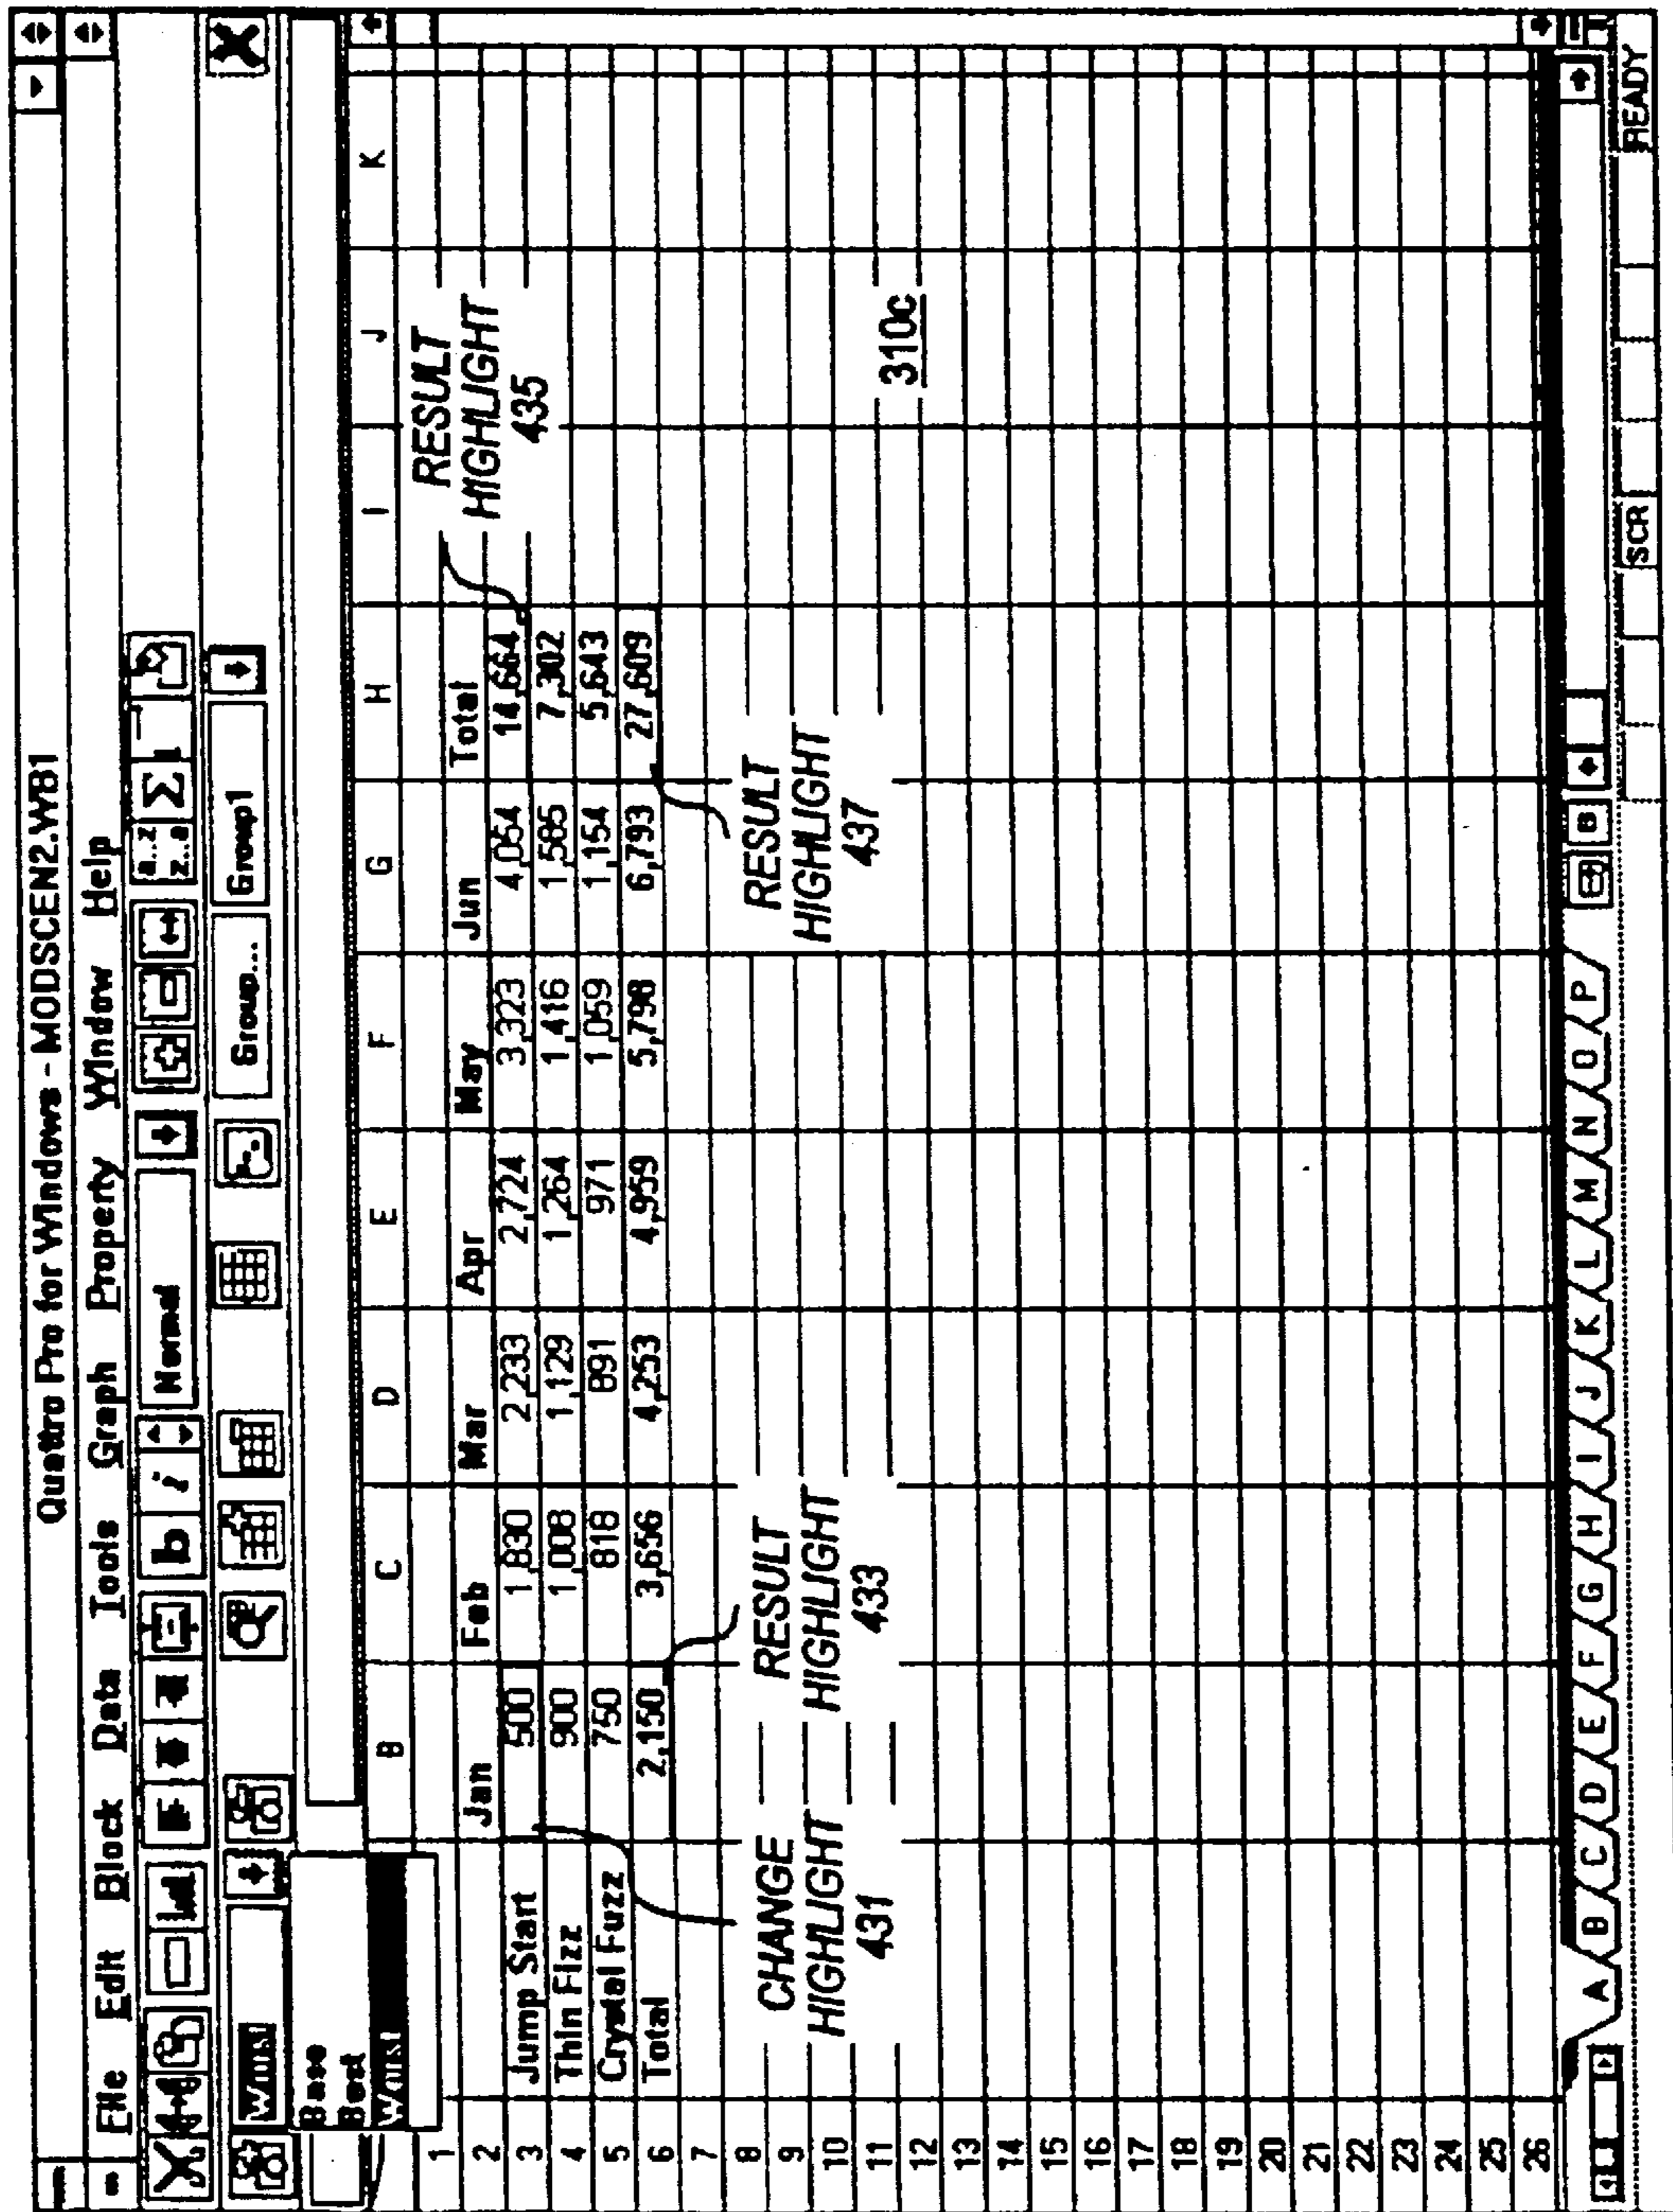 Quattro Pro for Windows - MODSCEN2.WB1
File Edit Block Data Tools Graph Property Window Help
b i Normal a..z z..a Σ
Worst Group... Group1
Base
Best
Worst
B C D E F G H I J K
1
2 Jan Feb Mar Apr May Jun Total
3 Jump Start 500 1,830 2,233 2,724 3,323 4,054 14,664
4 Thin Fizz 900 1,008 1,129 1,264 1,416 1,585 7,302
5 Crystal Fuzz 750 818 891 971 1,059 1,154 5,643
6 Total 2,150 3,656 4,253 4,959 5,798 6,793 27,609
7
8
9
10
11
12
13
14
15
16
17
18
19
20
21
22
23
24
25
26
RESULT
HIGHLIGHT
435
CHANGE
HIGHLIGHT
431
RESULT
HIGHLIGHT
433
RESULT
HIGHLIGHT
437
310c
A B C D E F G H I J K L M N O P
SCR READY